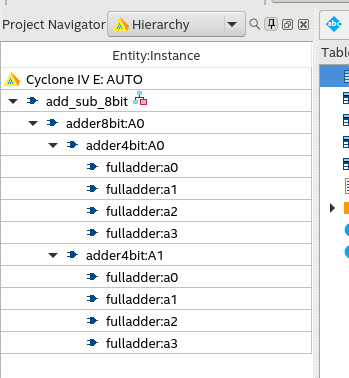 Project Navigator Hierarchy
abc
Table
Entity:Instance
Cyclone IV E: AUTO
add_sub_8bit
adder8bit:A0
adder4bit:A0
fulladder:a0
fulladder:a1
fulladder:a2
fulladder:a3
adder4bit:A1
fulladder:a0
fulladder:a1
fulladder:a2
fulladder:a3